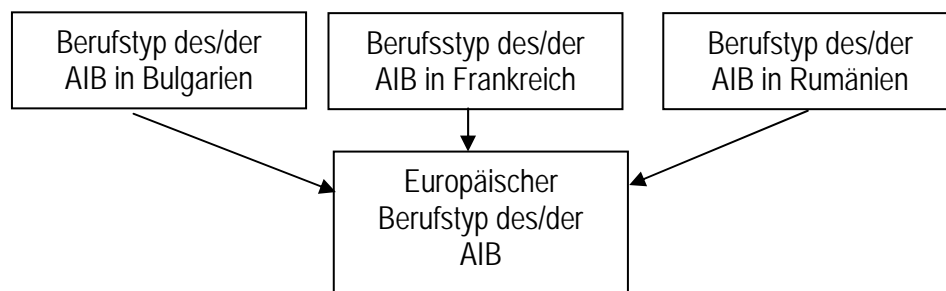 Berufstyp des/der
AIB in Bulgarien
Berufsstyp des/der
AIB in Frankreich
Berufstyp des/der
AIB in Rumänien
Europäischer
Berufstyp des/der
AIB